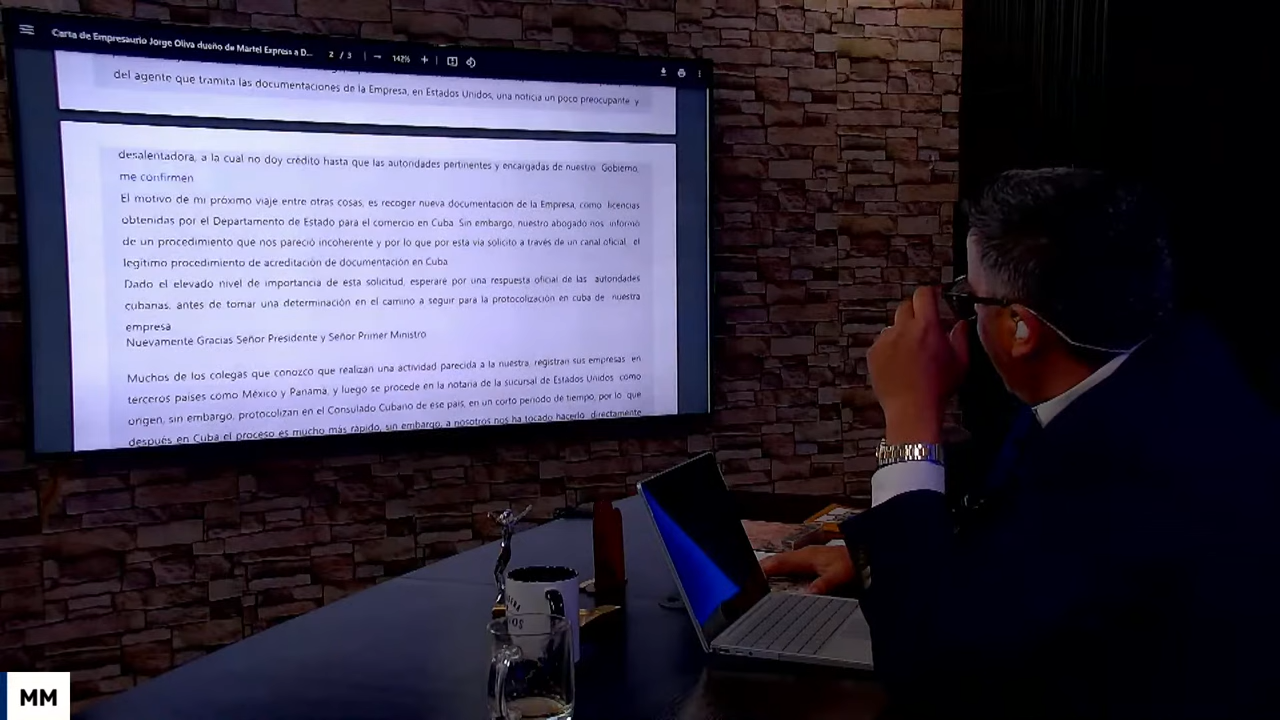 Carta de Empresaurio Jorge Oliva dueño de Martel Express a D...
2 / 3
142%
del agente que tramita las documentaciones de la Empresa, en Estados Unidos, una noticia un poco preocupante y
desalentadora, a la cual no doy crédito hasta que las autoridades pertinentes y encargadas de nuestro Gobierno,
me confirmen
El motivo de mi próximo viaje entre otras cosas, es recoger nueva documentación de la Empresa, como licencias
obtenidas por el Departamento de Estado para el comercio en Cuba. Sin embargo, nuestro abogado nos informó
de un procedimiento que nos pareció incoherente y por lo que por esta via solicito a través de un canal oficial, el
legítimo procedimiento de acreditación de documentación en Cuba
Dado el elevado nivel de importancia de esta solicitud, esperaré por una respuesta oficial de las autoridades
cubanas, antes de tomar una determinación en el camino a seguir para la protocolización en cuba de nuestra
empresa
Nuevamente Gracias Señor Presidente y Señor Primer Ministro
Muchos de los colegas que conozco que realizan una actividad parecida a la nuestra, registran sus empresas en
terceros países como México y Panamá, y luego se procede en la notaria de la sucursal de Estados Unidos como
origen, sin embargo, protocolizan en el Consulado Cubano de ese país, en un corto periodo de tiempo, por lo que
después en Cuba el proceso es mucho más rápido, sin embargo, a nosotros nos ha tocado hacerlo directamente
MM